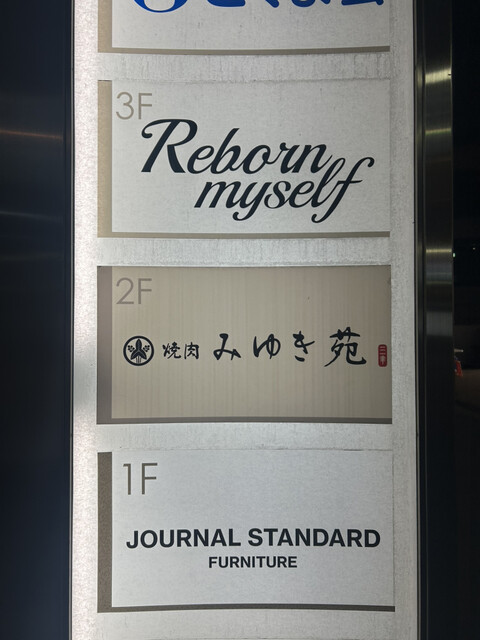 3F
Reborn
myself
2F
焼肉 みゆき苑
1F
JOURNAL STANDARD
FURNITURE